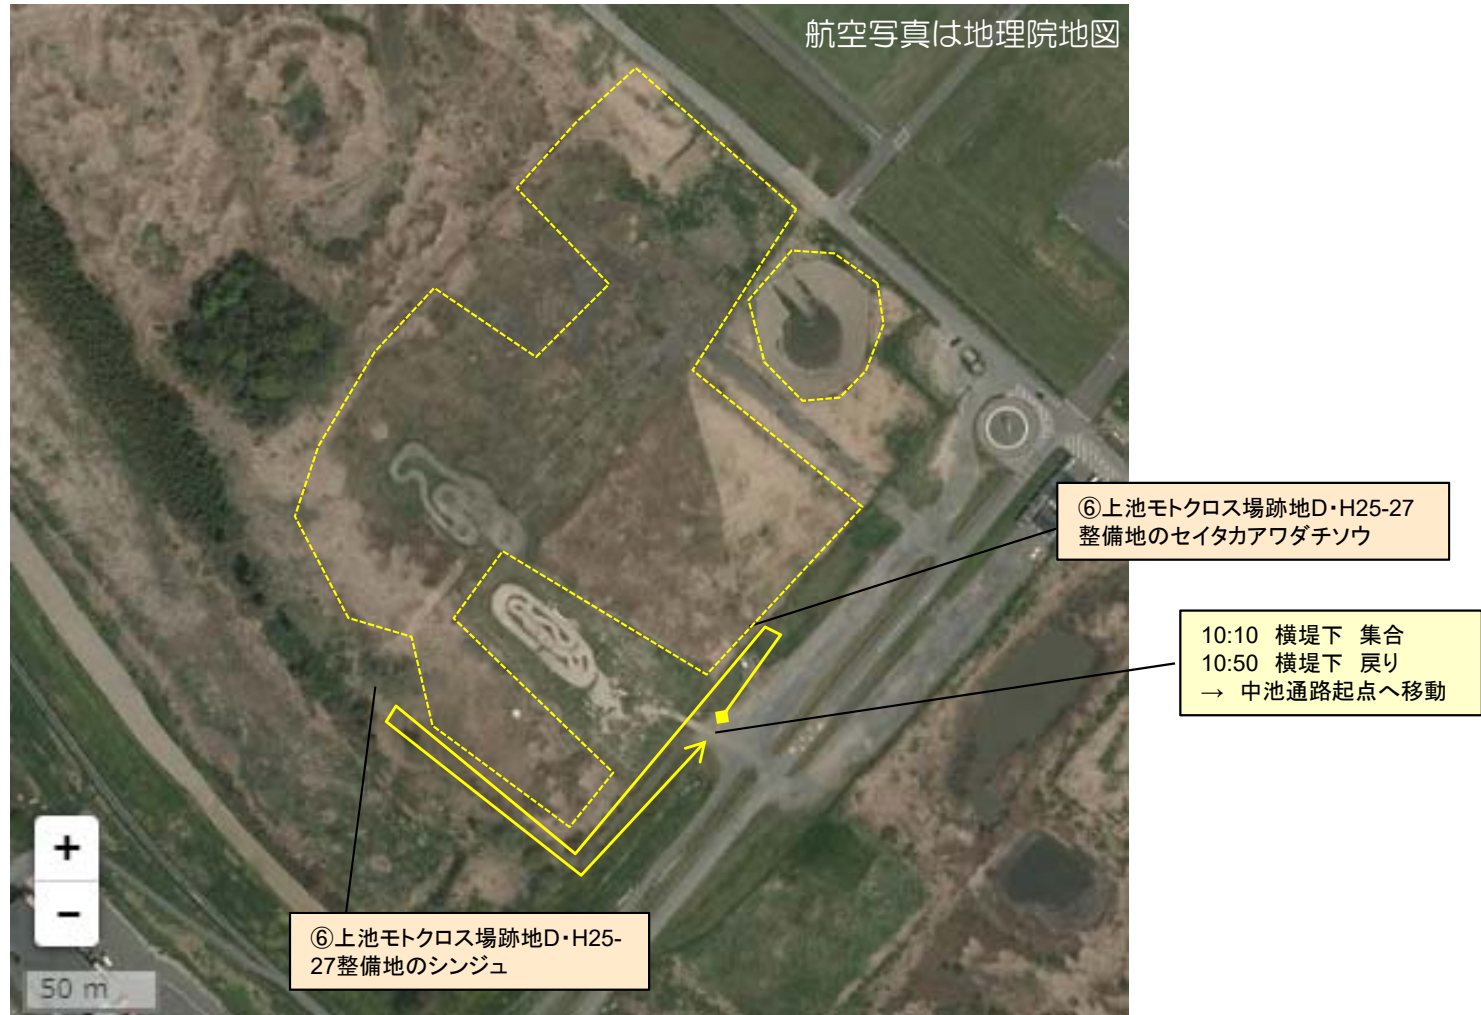 航空写真は地理院地図
⑥上池モトクロス場跡地D・H25-27
整備地のセイタカアワダチソウ
10:10 横堤下 集合
10:50 横堤下 戻り
→ 中池通路起点へ移動
⑥上池モトクロス場跡地D・H25-
27整備地のシンジュ
+
−
50 m